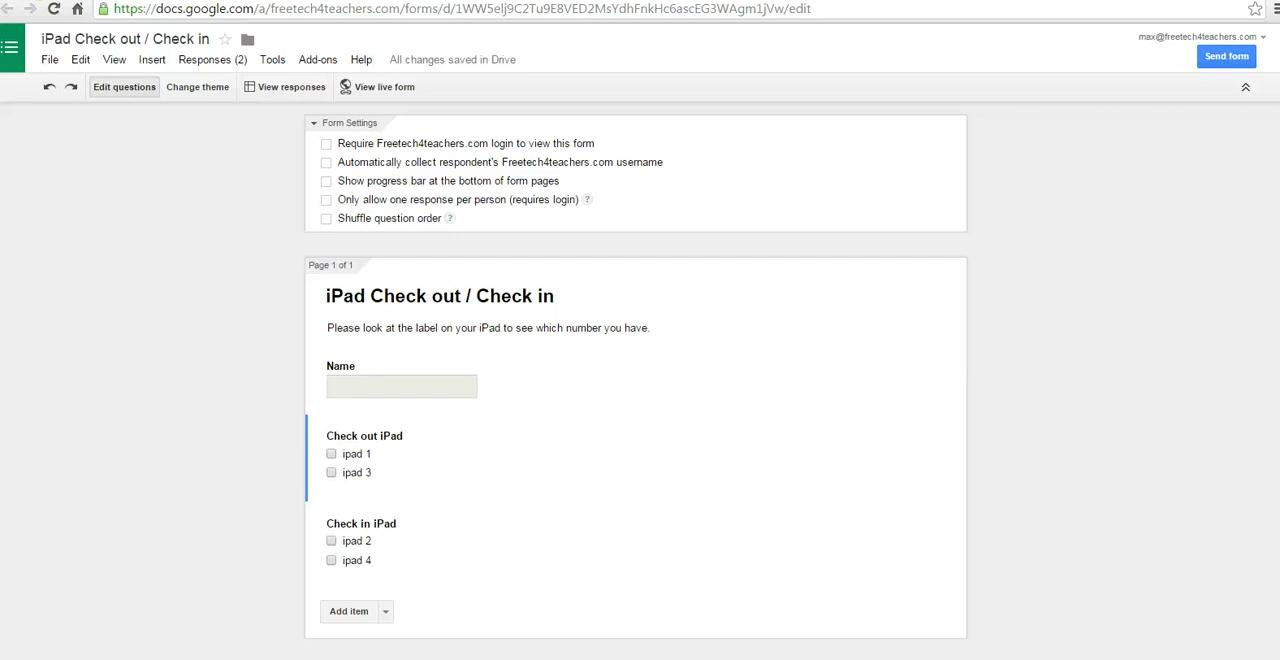 https://docs.google.com/a/freetech4teachers.com/forms/d/1WW5elj9C2Tu9E8VED2MsYdhFnkHc6ascEG3WAgm1jVw/edit
iPad Check out / Check in
max@freetech4teachers.com
File Edit View Insert Responses (2) Tools Add-ons Help All changes saved in Drive
Send form
Edit questions Change theme View responses View live form
Form Settings
Require Freetech4teachers.com login to view this form
Automatically collect respondent's Freetech4teachers.com username
Show progress bar at the bottom of form pages
Only allow one response per person (requires login) ?
Shuffle question order ?
Page 1 of 1
iPad Check out / Check in
Please look at the label on your iPad to see which number you have.
Name
Check out iPad
ipad 1
ipad 3
Check in iPad
ipad 2
ipad 4
Add item